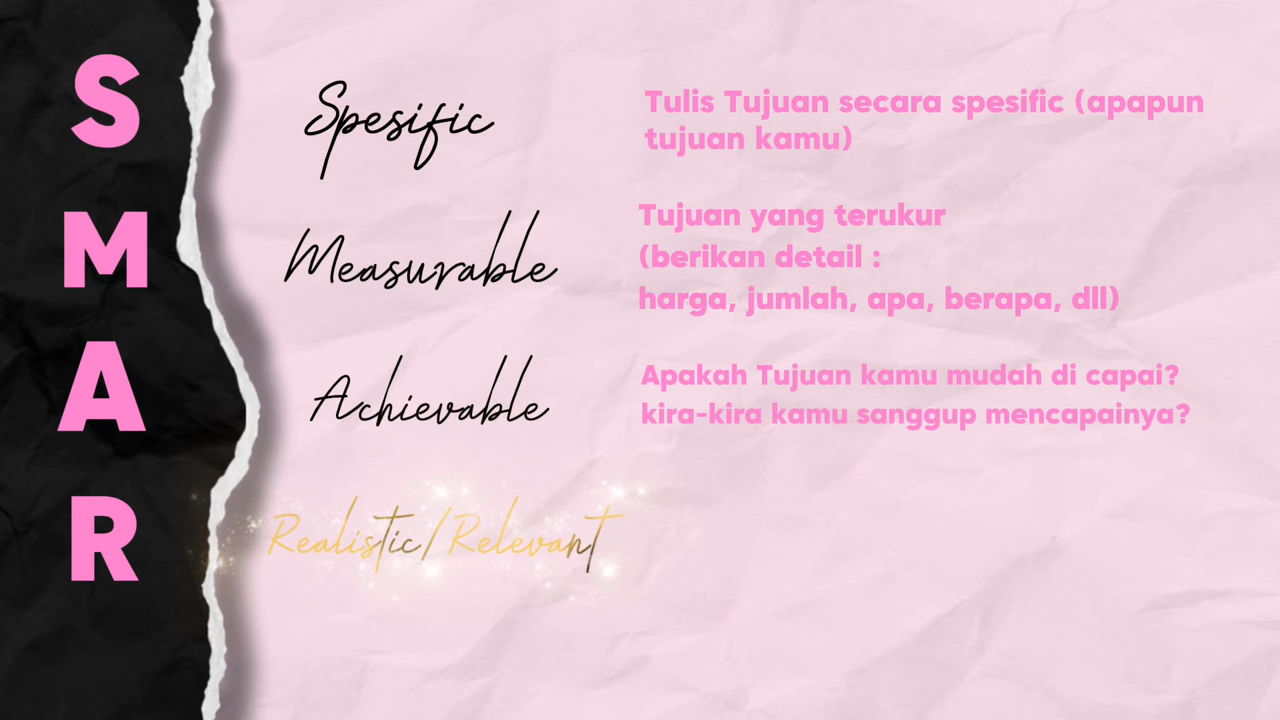 S
Spesific
Tulis Tujuan secara spesific (apapun
tujuan kamu)
M
Measurable
Tujuan yang terukur
(berikan detail :
harga, jumlah, apa, berapa, dll)
A
Achievable
Apakah Tujuan kamu mudah di capai?
kira-kira kamu sanggup mencapainya?
R
Realistic/Relevant